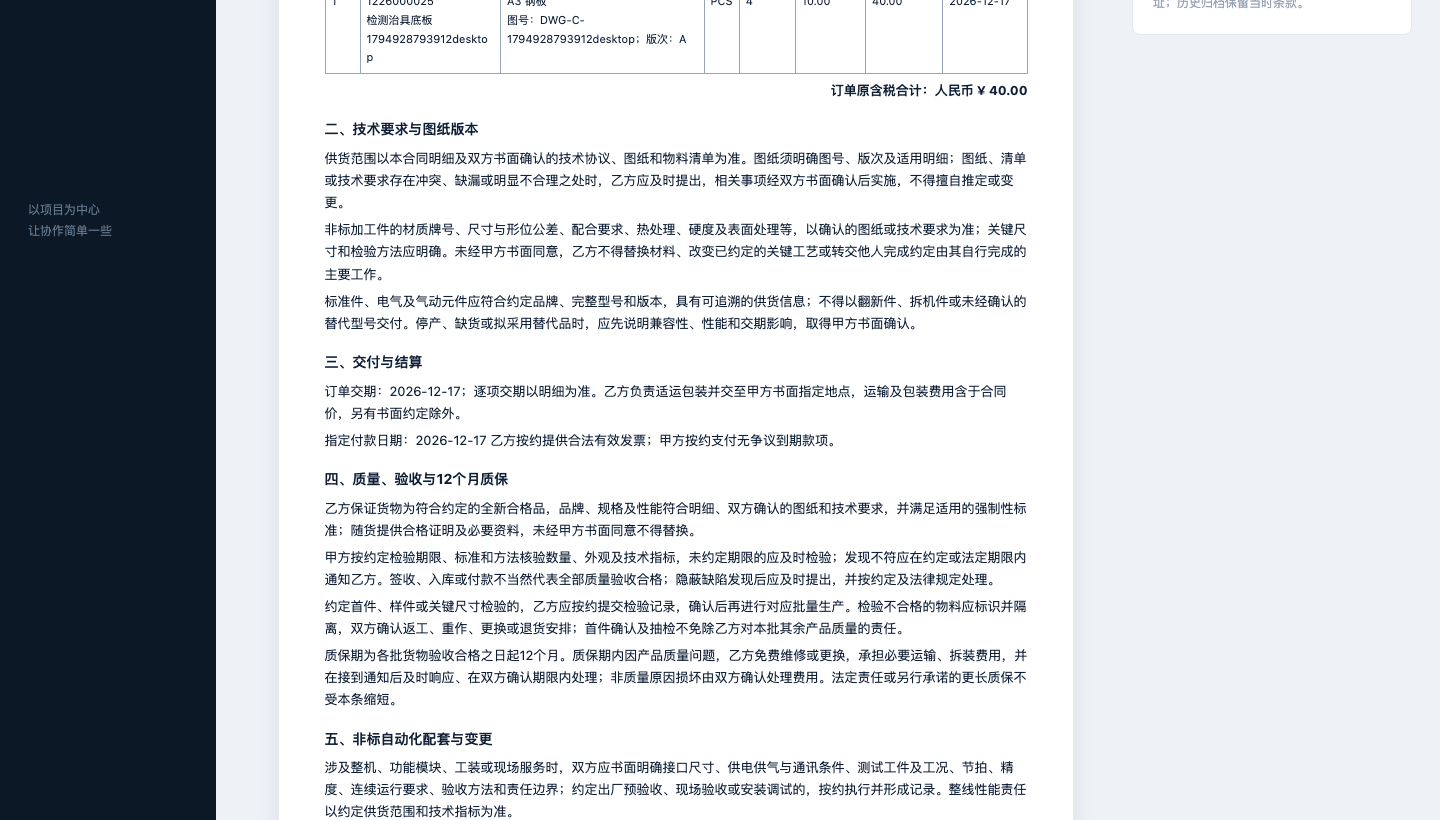 1
1226000025
A3 钢板
PCS
4
10.00
40.00
2026-12-17
检测治具底板
图号：DWG-C-
1794928793912deskto
1794928793912desktop；版次：A
p
址；历史归档保留当时条款。
订单原含税合计：人民币 ¥ 40.00
以项目为中心
让协作简单一些
二、技术要求与图纸版本
供货范围以本合同明细及双方书面确认的技术协议、图纸和物料清单为准。图纸须明确图号、版次及适用明细；图纸、清单
或技术要求存在冲突、缺漏或明显不合理之处时，乙方应及时提出，相关事项经双方书面确认后实施，不得擅自推定或变
更。
非标加工件的材质牌号、尺寸与形位公差、配合要求、热处理、硬度及表面处理等，以确认的图纸或技术要求为准；关键尺
寸和检验方法应明确。未经甲方书面同意，乙方不得替换材料、改变已约定的关键工艺或转交他人完成约定由其自行完成的
主要工作。
标准件、电气及气动元件应符合约定品牌、完整型号和版本，具有可追溯的供货信息；不得以翻新件、拆机件或未经确认的
替代型号交付。停产、缺货或拟采用替代品时，应先说明兼容性、性能和交期影响，取得甲方书面确认。
三、交付与结算
订单交期：2026-12-17；逐项交期以明细为准。乙方负责适运包装并交至甲方书面指定地点，运输及包装费用含于合同
价，另有书面约定除外。
指定付款日期：2026-12-17 乙方按约提供合法有效发票；甲方按约支付无争议到期款项。
四、质量、验收与12个月质保
乙方保证货物为符合约定的全新合格品，品牌、规格及性能符合明细、双方确认的图纸和技术要求，并满足适用的强制性标
准；随货提供合格证明及必要资料，未经甲方书面同意不得替换。
甲方按约定检验期限、标准和方法核验数量、外观及技术指标，未约定期限的应及时检验；发现不符应在约定或法定期限内
通知乙方。签收、入库或付款不当然代表全部质量验收合格；隐蔽缺陷发现后应及时提出，并按约定及法律规定处理。
约定首件、样件或关键尺寸检验的，乙方应按约提交检验记录，确认后再进行对应批量生产。检验不合格的物料应标识并隔
离，双方确认返工、重作、更换或退货安排；首件确认及抽检不免除乙方对本批其余产品质量的责任。
质保期为各批货物验收合格之日起12个月。质保期内因产品质量问题，乙方免费维修或更换，承担必要运输、拆装费用，并
在接到通知后及时响应、在双方确认期限内处理；非质量原因损坏由双方确认处理费用。法定责任或另行承诺的更长质保不
受本条缩短。
五、非标自动化配套与变更
涉及整机、功能模块、工装或现场服务时，双方应书面明确接口尺寸、供电供气与通讯条件、测试工件及工况、节拍、精
度、连续运行要求、验收方法和责任边界；约定出厂预验收、现场验收或安装调试的，按约执行并形成记录。整线性能责任
以约定供货范围和技术指标为准。